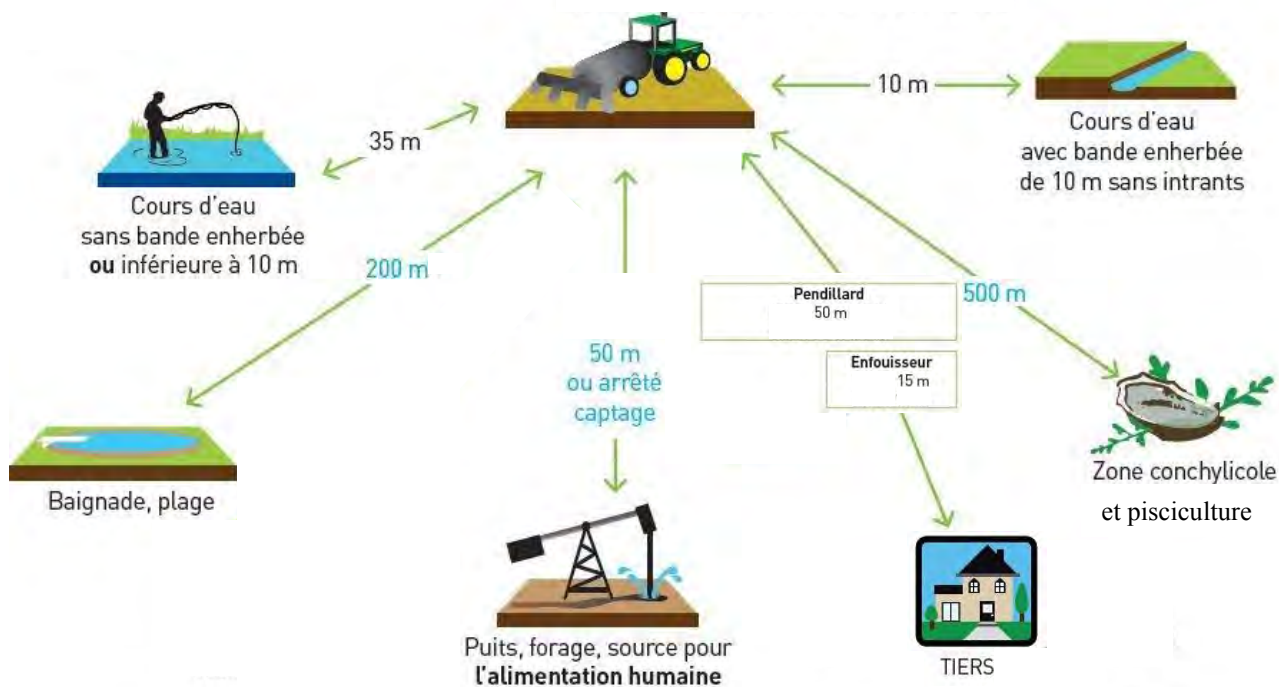 10 m
35 m
Cours d'eau
avec bande enherbée
de 10 m sans intrants
Cours d'eau
sans bande enherbée
ou inférieure à 10 m
200 m
Pendillard
50 m
500 m
50 m
ou arrêté
captage
Enfouisseur
15 m
Baignade, plage
Zone conchylicole
et pisciculture
Puits, forage, source pour
l'alimentation humaine
TIERS